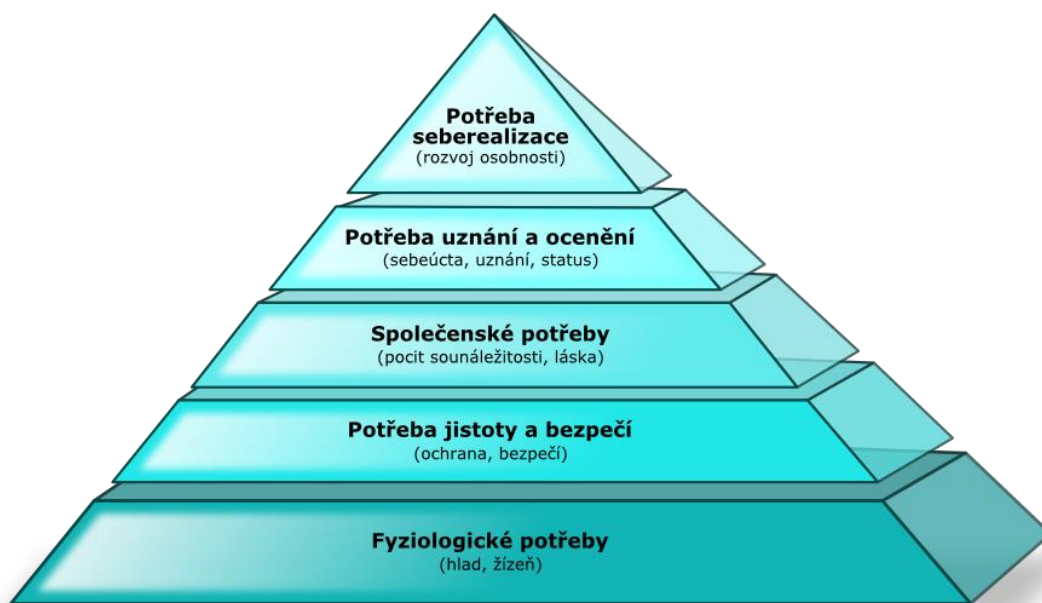 Potřeba
seberealizace
(rozvoj osobnosti)
Potřeba uznání a ocenění
(sebeúcta, uznání, status)
Společenské potřeby
(pocit sounáležitosti, láska)
Potřeba jistoty a bezpečí
(ochrana, bezpečí)
Fyziologické potřeby
(hlad, žízeň)